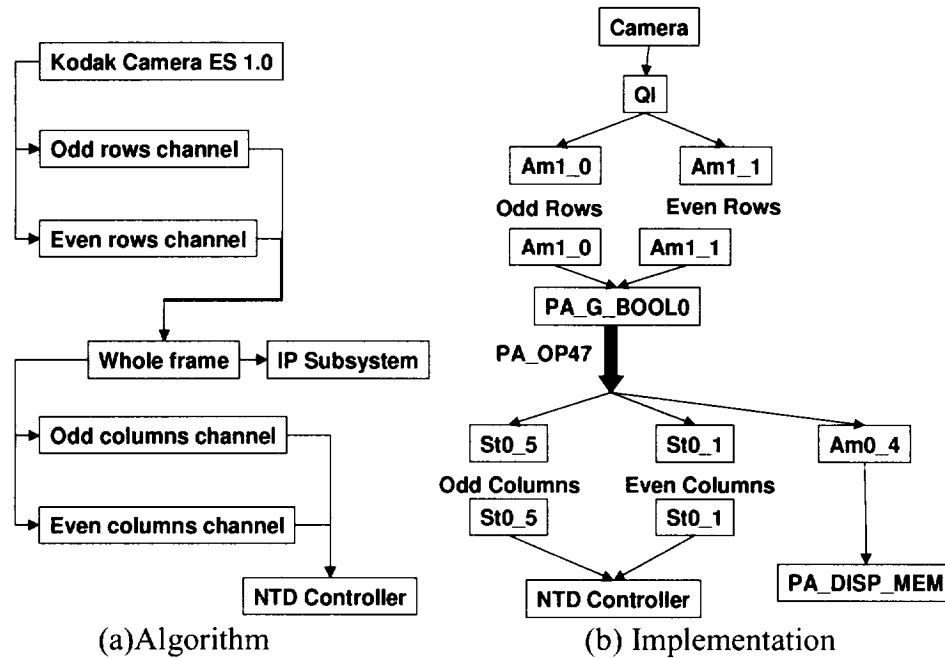 Kodak Camera ES 1.0
Odd rows channel
Even rows channel
Whole frame
IP Subsystem
Odd columns channel
Even columns channel
NTD Controller
(a)Algorithm
Camera
QI
Am1_0
Am1_1
Odd Rows
Even Rows
Am1_0
Am1_1
PA_G_BOOL0
PA_OP47
St0_5
St0_1
Am0_4
Odd Columns
Even Columns
St0_5
St0_1
NTD Controller
PA_DISP_MEM
(b) Implementation